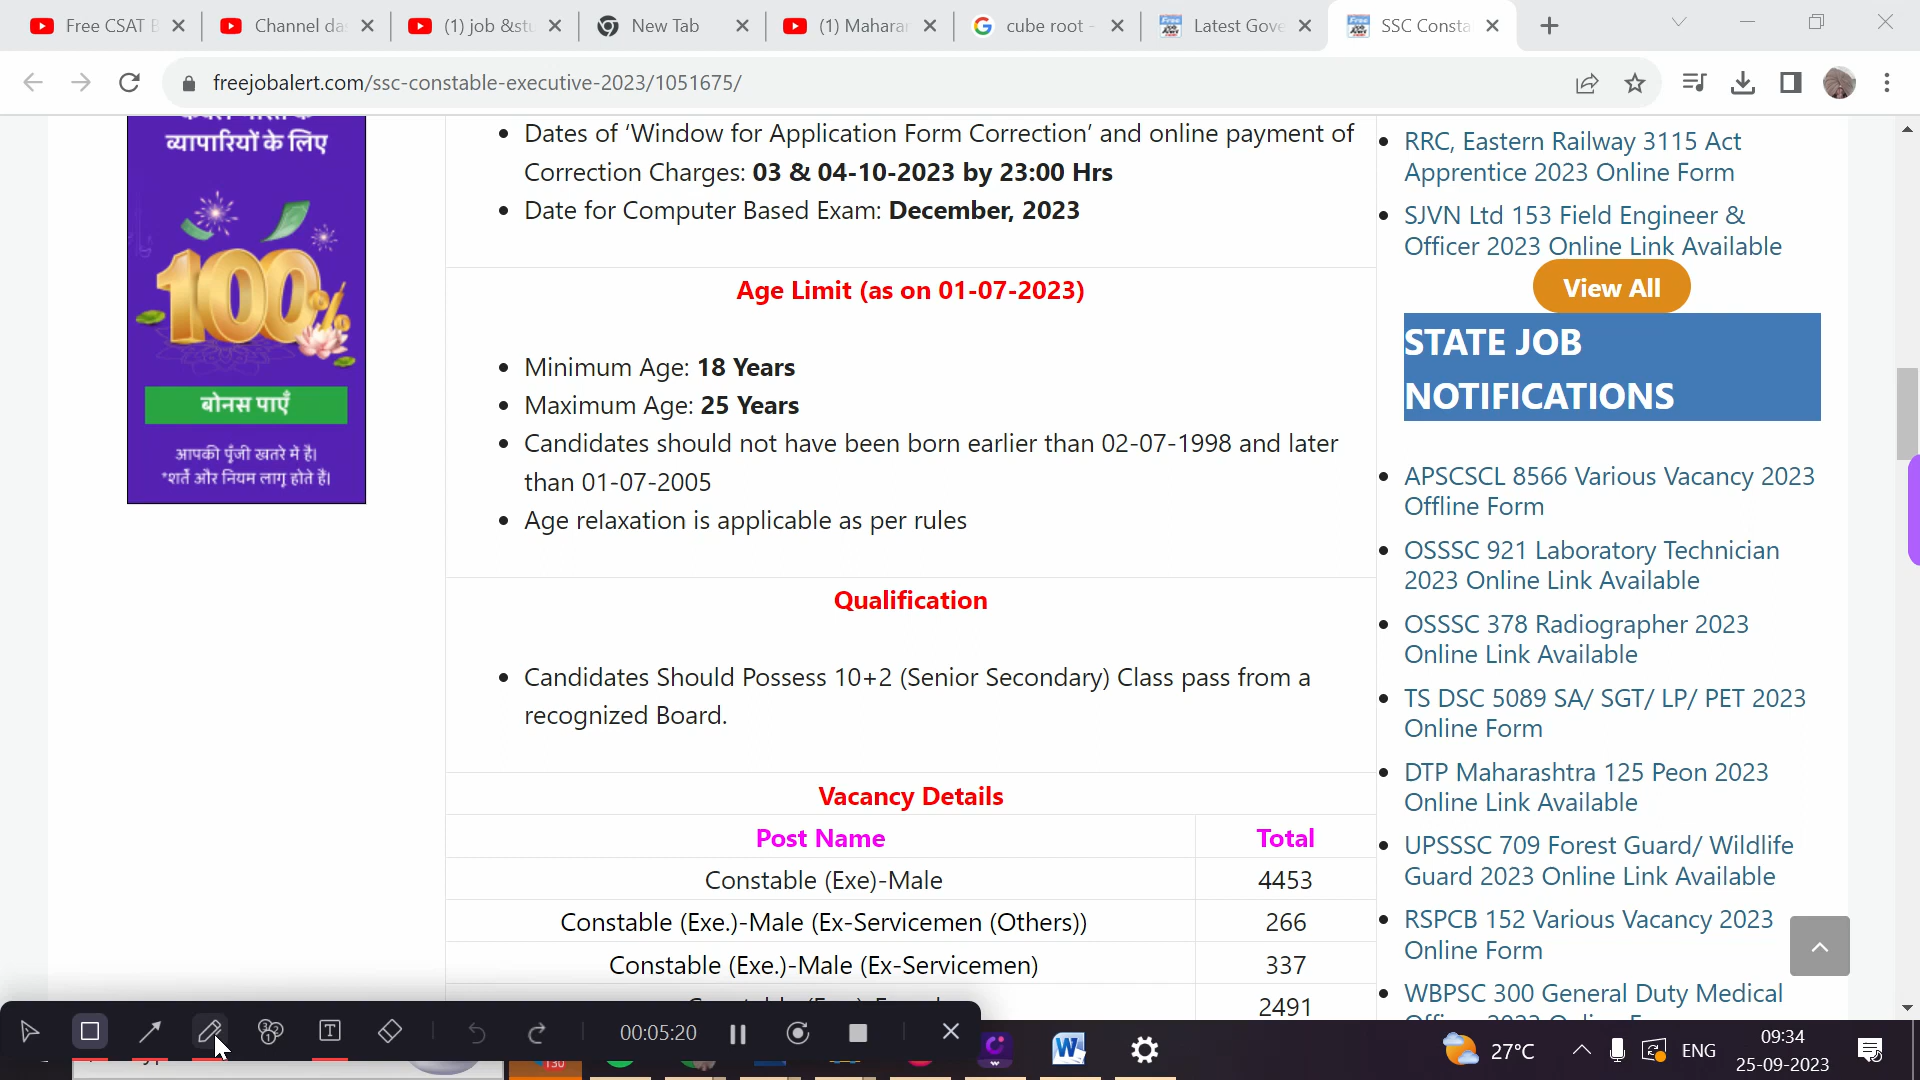 Free CSAT
Channel da
(1) job &stu
New Tab
(1) Mahara
cube root -
Latest Gove
SSC Consta
freejobalert.com/ssc-constable-executive-2023/1051675/
व्यापारियों के लिए
100%
बोनस पाएँ
आपकी पूँजी खतरे में है।
*शर्तें और नियम लागू होते हैं।
• Dates of ‘Window for Application Form Correction’ and online payment of
Correction Charges: 03 & 04-10-2023 by 23:00 Hrs
• Date for Computer Based Exam: December, 2023
Age Limit (as on 01-07-2023)
• Minimum Age: 18 Years
• Maximum Age: 25 Years
• Candidates should not have been born earlier than 02-07-1998 and later
than 01-07-2005
• Age relaxation is applicable as per rules
Qualification
• Candidates Should Possess 10+2 (Senior Secondary) Class pass from a
recognized Board.
Vacancy Details
Post Name Total
Constable (Exe)-Male 4453
Constable (Exe.)-Male (Ex-Servicemen (Others)) 266
Constable (Exe.)-Male (Ex-Servicemen) 337
2491
• RRC, Eastern Railway 3115 Act
Apprentice 2023 Online Form
• SJVN Ltd 153 Field Engineer &
Officer 2023 Online Link Available
View All
STATE JOB
NOTIFICATIONS
• APSCSCL 8566 Various Vacancy 2023
Offline Form
• OSSSC 921 Laboratory Technician
2023 Online Link Available
• OSSSC 378 Radiographer 2023
Online Link Available
• TS DSC 5089 SA/ SGT/ LP/ PET 2023
Online Form
• DTP Maharashtra 125 Peon 2023
Online Link Available
• UPSSSC 709 Forest Guard/ Wildlife
Guard 2023 Online Link Available
• RSPCB 152 Various Vacancy 2023
Online Form
• WBPSC 300 General Duty Medical
00:05:20
27°C
ENG
09:34
25-09-2023